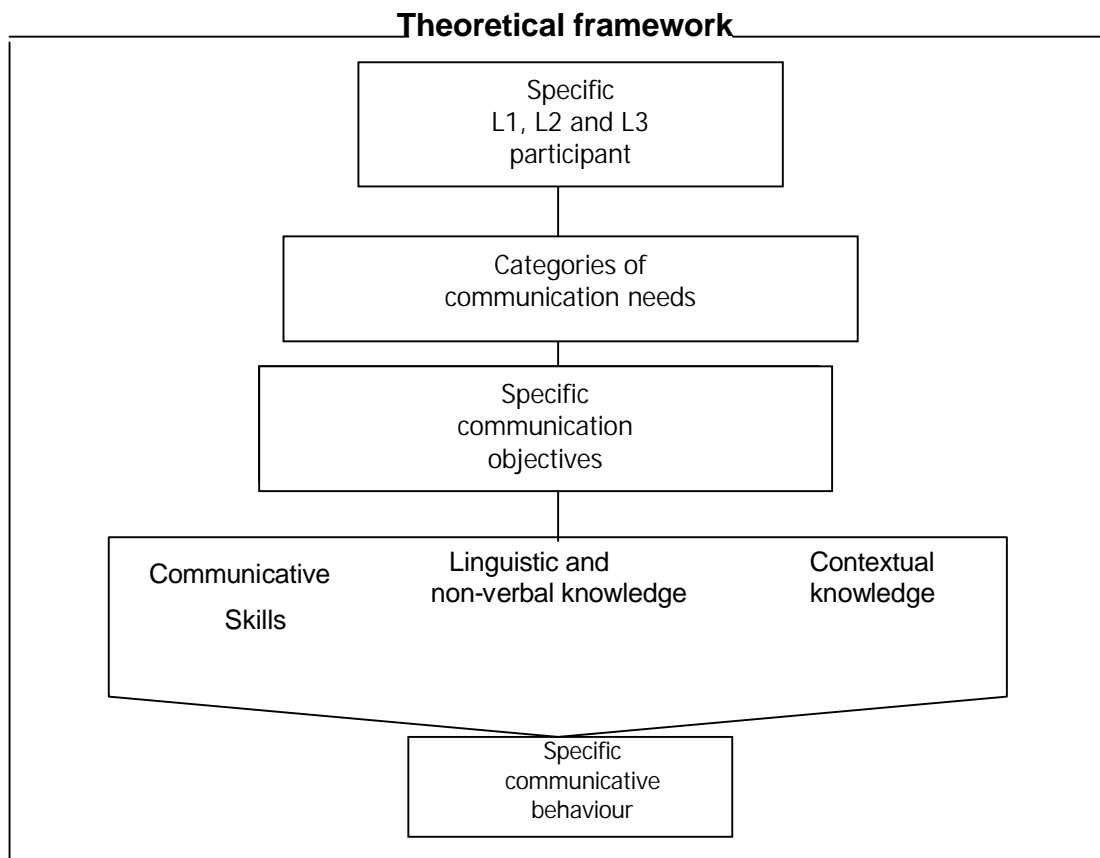 Theoretical framework
Specific
L1, L2 and L3
participant
Categories of
communication needs
Specific
communication
objectives
Communicative
Skills
Linguistic and
non-verbal knowledge
Contextual
knowledge
Specific
communicative
behaviour